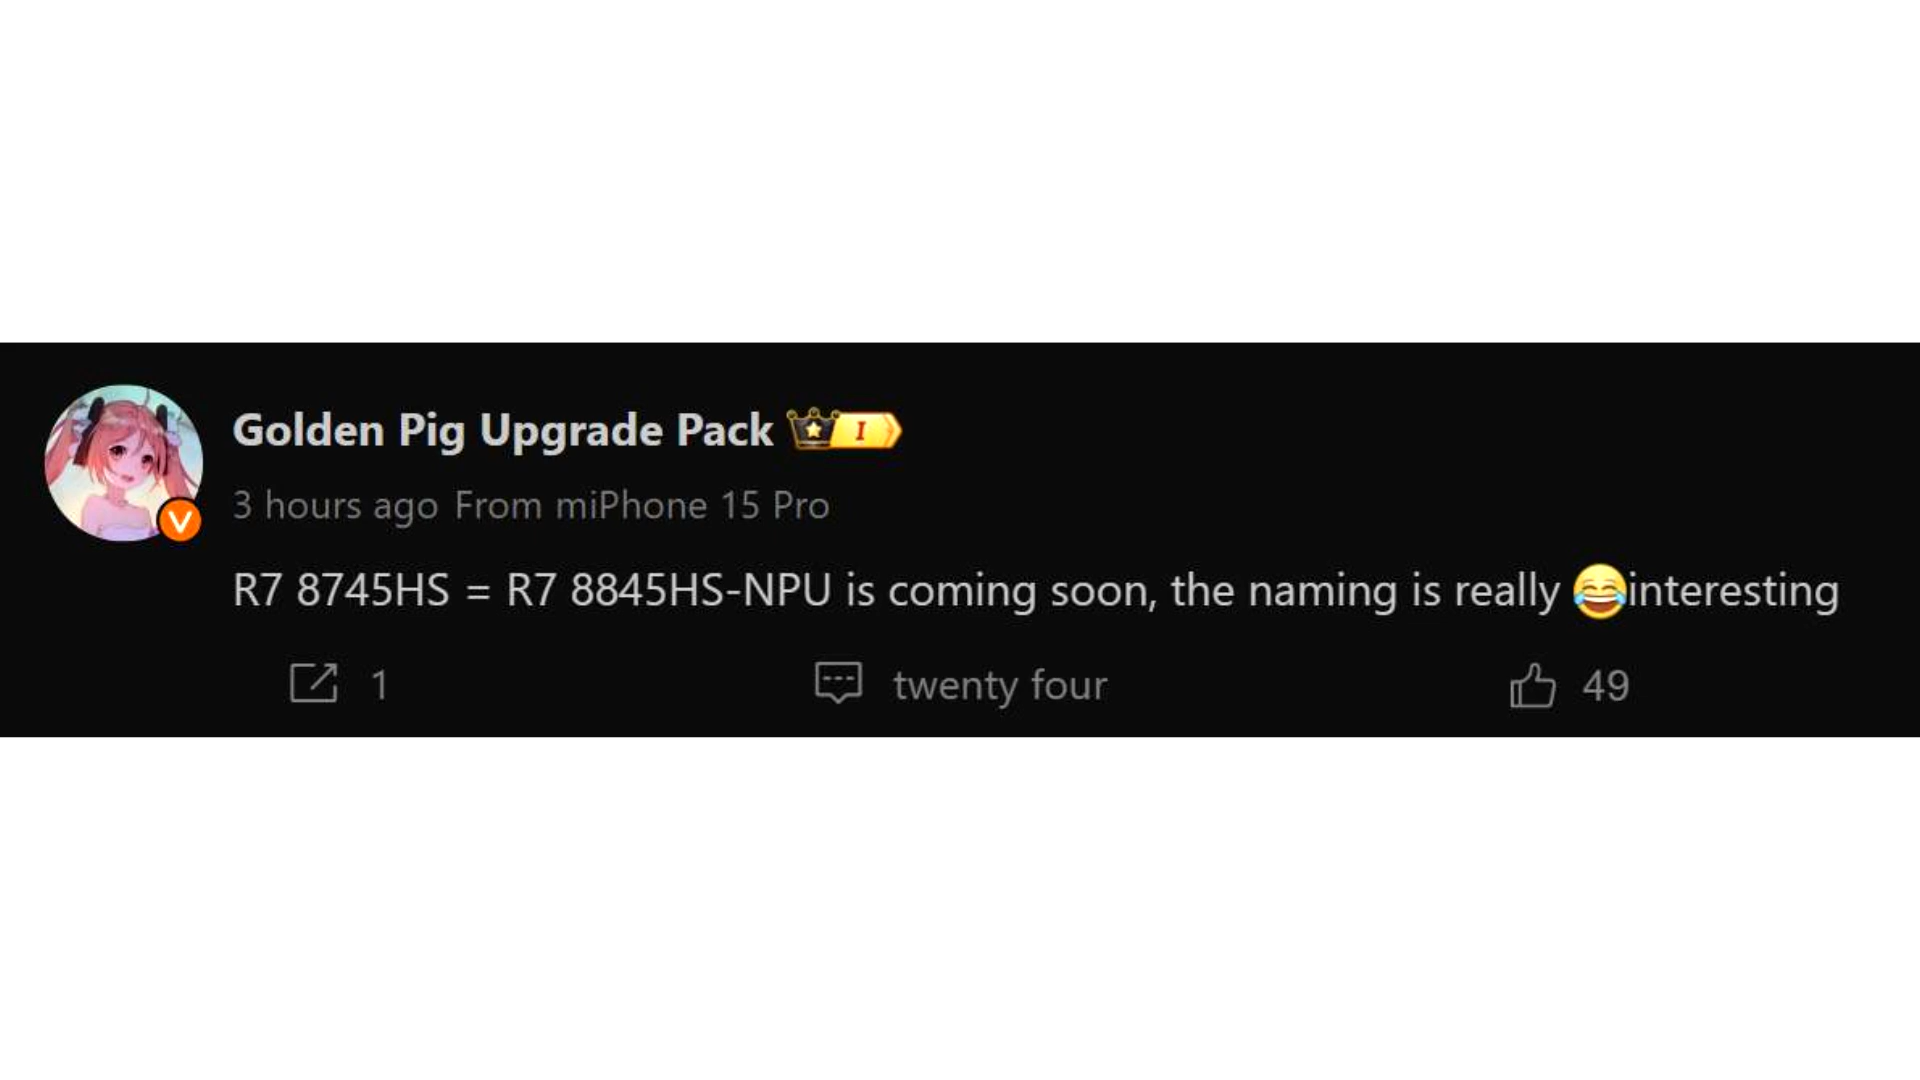 Golden Pig Upgrade Pack I
3 hours ago From miPhone 15 Pro
R7 8745HS = R7 8845HS-NPU is coming soon, the naming is really 😂interesting
1 twenty four 49